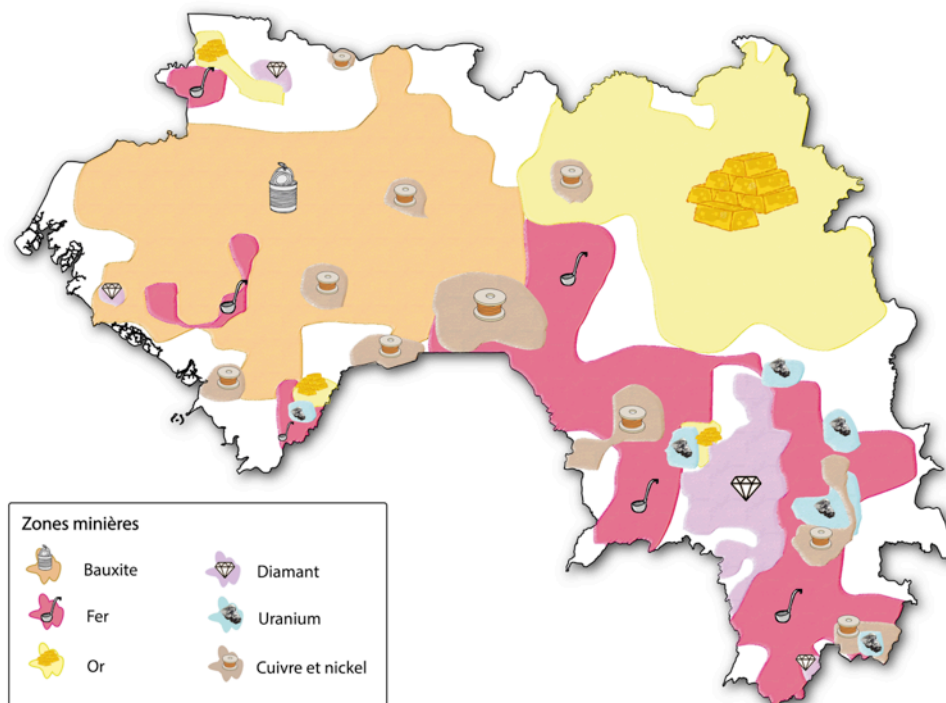 Zones minières
Bauxite
Fer
Or
Diamant
Uranium
Cuivre et nickel